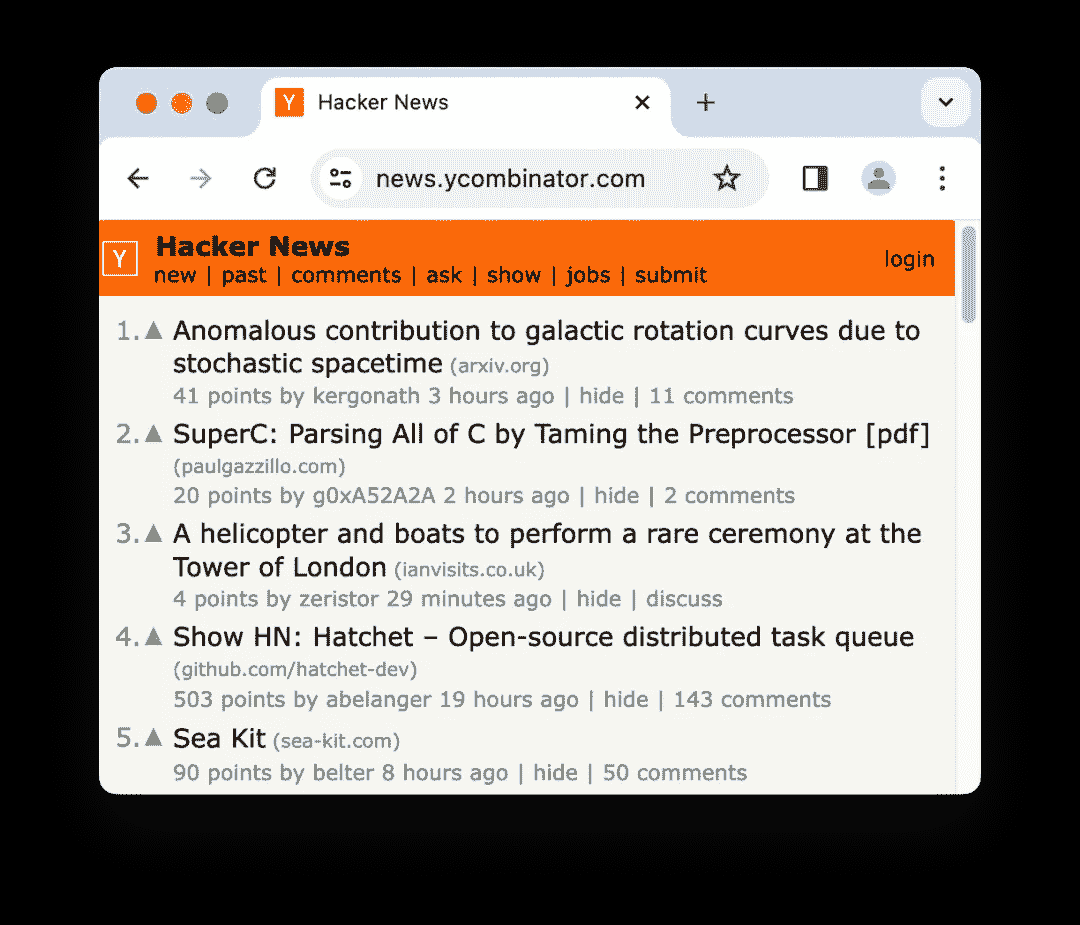 Y Hacker News
news.ycombinator.com
Y Hacker News login
new | past | comments | ask | show | jobs | submit
1. Anomalous contribution to galactic rotation curves due to
stochastic spacetime (arxiv.org)
41 points by kergonath 3 hours ago | hide | 11 comments
2. SuperC: Parsing All of C by Taming the Preprocessor [pdf]
(paulgazzillo.com)
20 points by g0xA52A2A 2 hours ago | hide | 2 comments
3. A helicopter and boats to perform a rare ceremony at the
Tower of London (ianvisits.co.uk)
4 points by zeristor 29 minutes ago | hide | discuss
4. Show HN: Hatchet – Open-source distributed task queue
(github.com/hatchet-dev)
503 points by abelanger 19 hours ago | hide | 143 comments
5. Sea Kit (sea-kit.com)
90 points by belter 8 hours ago | hide | 50 comments